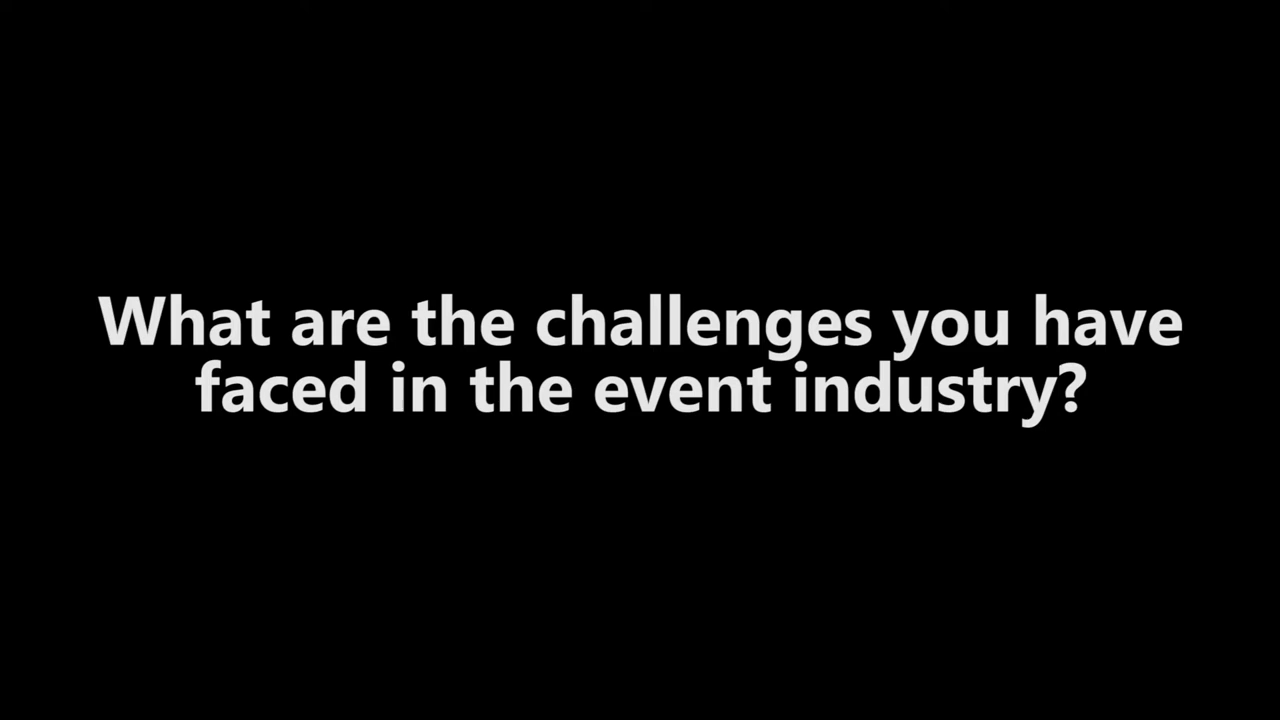 What are the challenges you have
faced in the event industry?